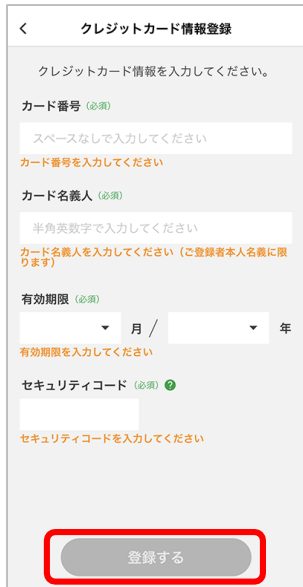 クレジットカード情報登録
クレジットカード情報を入力してください。
カード番号（必須）
スペースなしで入力してください
カード番号を入力してください
カード名義人（必須）
半角英数字で入力してください
カード名義人を入力してください（ご登録者本人名義に限
ります）
有効期限（必須）
月 / 年
有効期限を入力してください
セキュリティコード（必須）?
セキュリティコードを入力してください
登録する